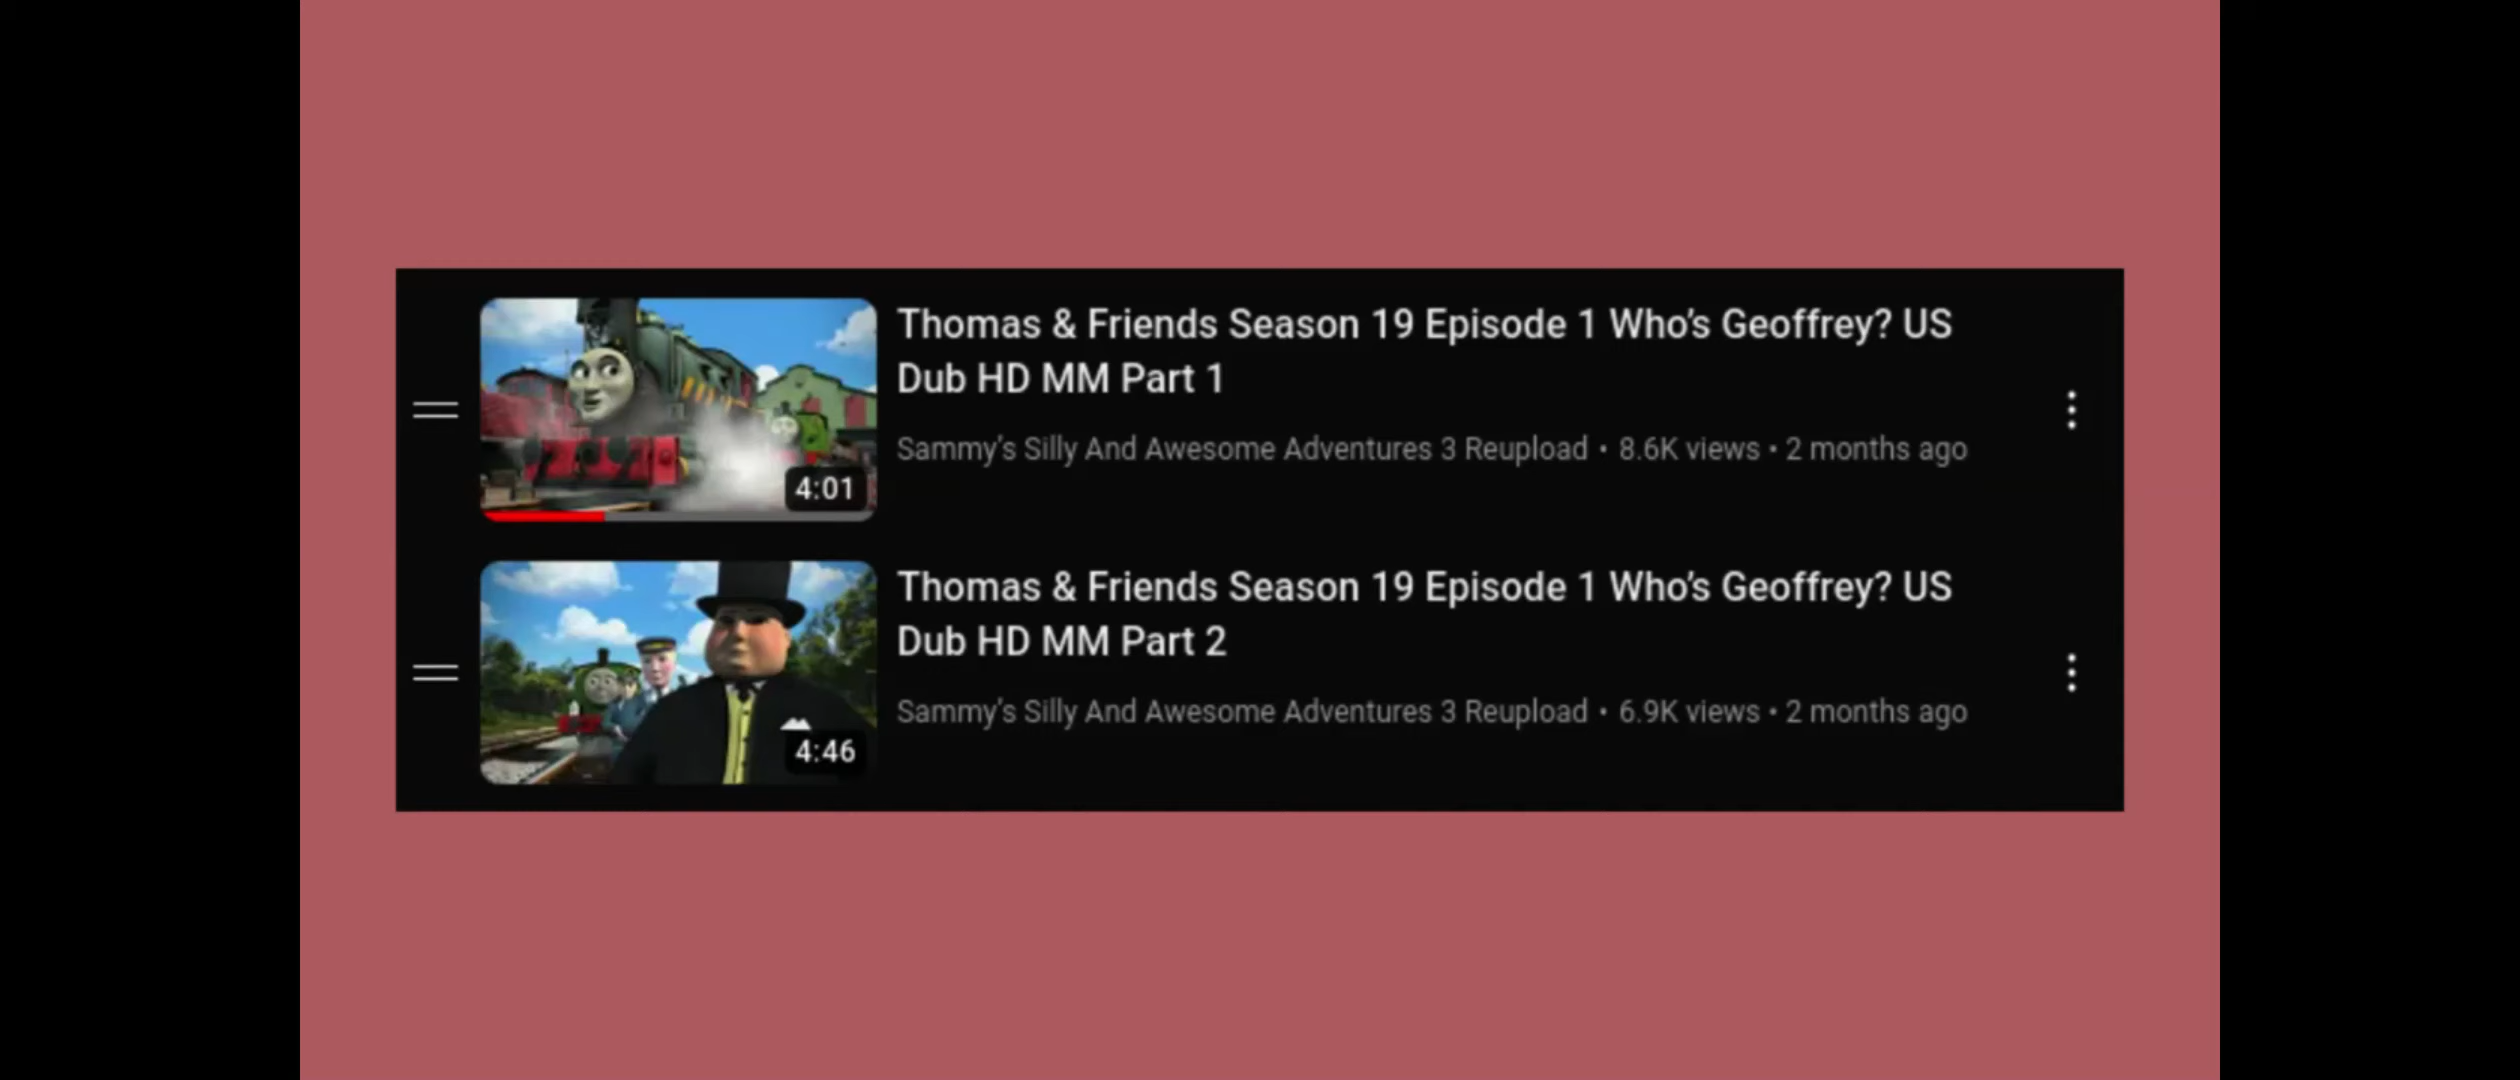 Thomas & Friends Season 19 Episode 1 Who's Geoffrey? US
Dub HD MM Part 1
Sammy's Silly And Awesome Adventures 3 Reupload • 8.6K views • 2 months ago
4:01
Thomas & Friends Season 19 Episode 1 Who's Geoffrey? US
Dub HD MM Part 2
Sammy's Silly And Awesome Adventures 3 Reupload • 6.9K views • 2 months ago
4:46